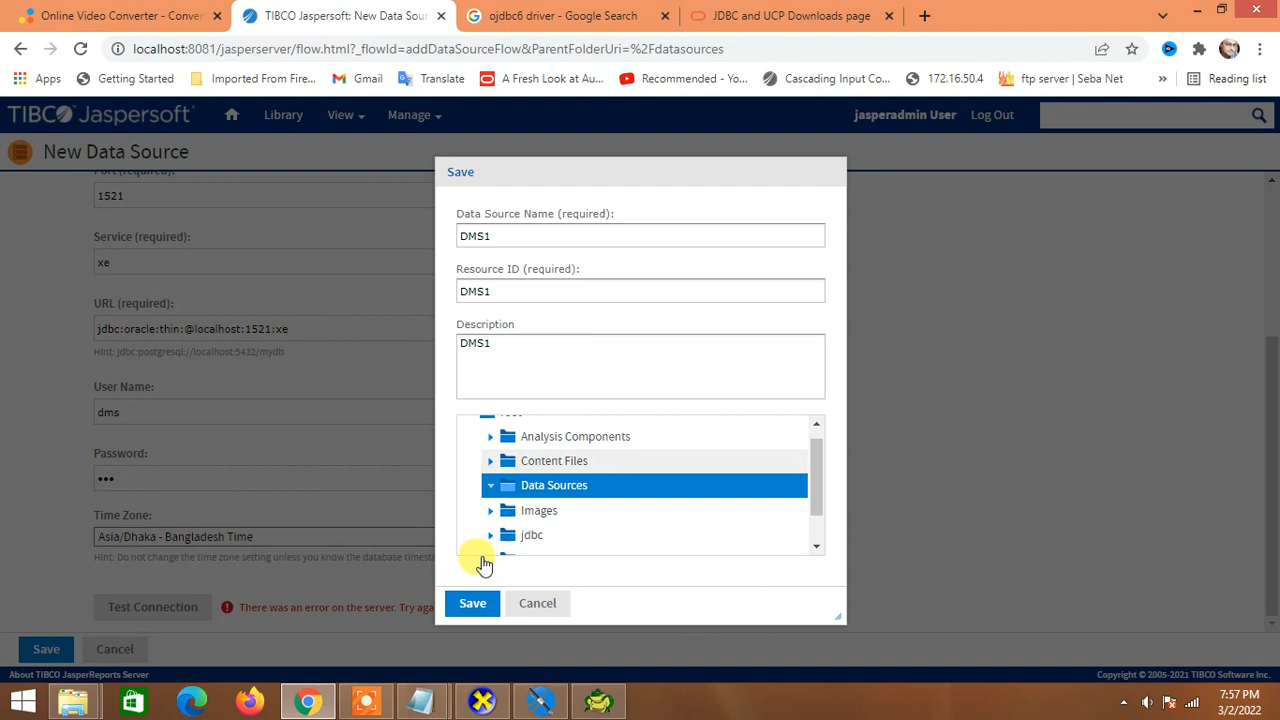 Online Video Converter - Conver
TIBCO Jaspersoft: New Data Sour
ojdbc6 driver - Google Search
JDBC and UCP Downloads page
localhost:8081/jasperserver/flow.html?_flowId=addDataSourceFlow&ParentFolderUri=%2Fdatasources
Apps
Getting Started
Imported From Fire...
Gmail
Translate
A Fresh Look at Au...
Recommended - Yo...
Cascading Input Co...
172.16.50.4
ftp server | Seba Net
»
Reading list
TIBCO Jaspersoft
Library
View
Manage
jasperadmin User
Log Out
New Data Source
Port (required):
1521
Service (required):
xe
URL (required):
jdbc:oracle:thin:@localhost:1521:xe
Hint: jdbc:postgresql://localhost:5432/mydb
User Name:
dms
Password:
•••
Time Zone:
Asia/Dhaka - Bangladesh Time
Hint: Do not change the time zone setting unless you know the database timesta
Test Connection
There was an error on the server. Try aga
Save
Cancel
Save
Data Source Name (required):
DMS1
Resource ID (required):
DMS1
Description
DMS1
Analysis Components
Content Files
Data Sources
Images
jdbc
Save
Cancel
About TIBCO JasperReports Server
Copyright © 2005-2021 TIBCO Software Inc.
7:57 PM
3/2/2022